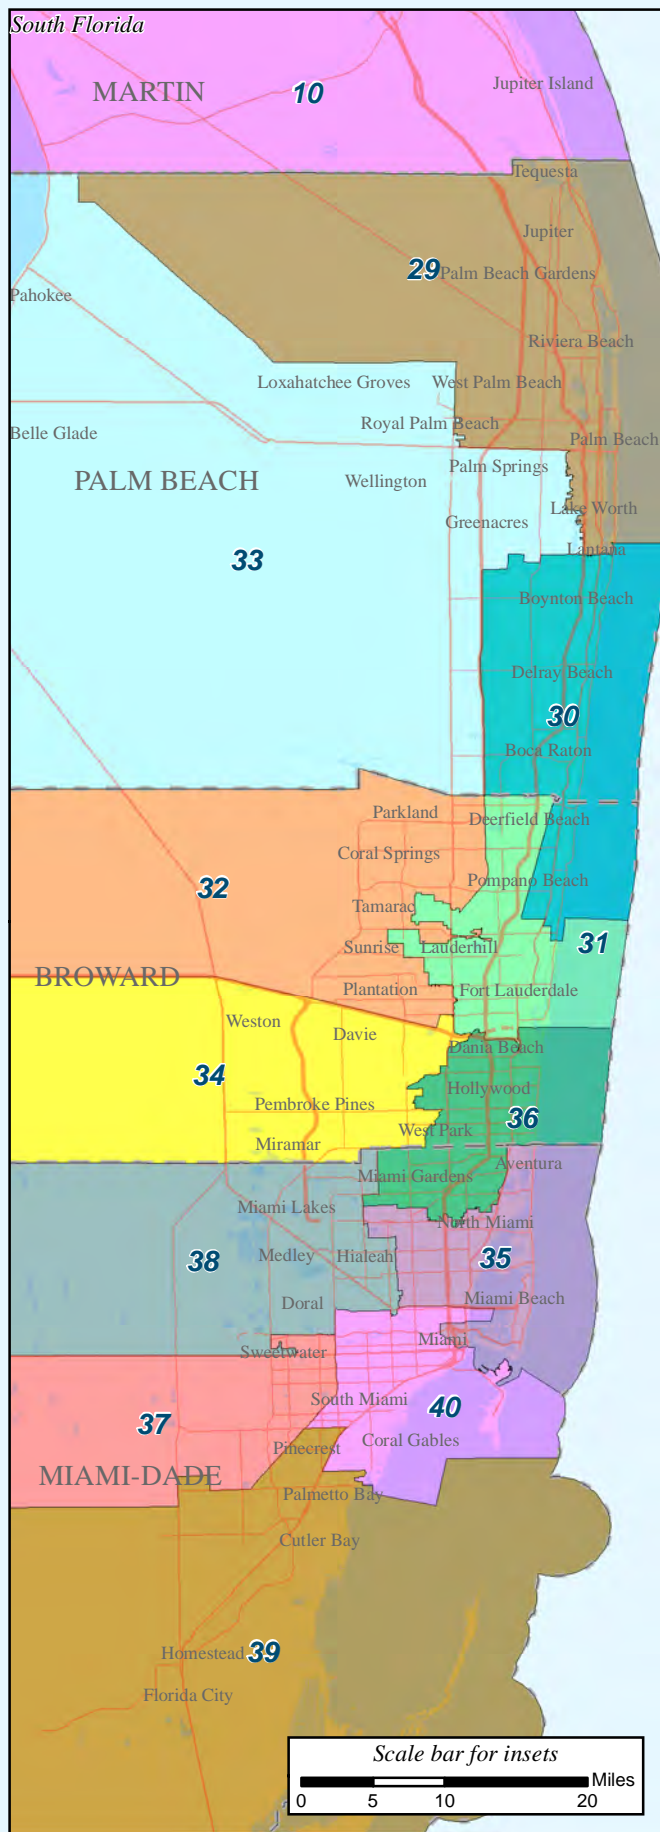 South Florida
Jupiter Island
MARTIN
10
Tequesta
Jupiter
29
Palm Beach Gardens
Pahokee
Riviera Beach
Loxahatchee Groves
West Palm Beach
Royal Palm Beach
Belle Glade
Palm Beach
Palm Springs
PALM BEACH
Wellington
Lake Worth
Greenacres
Lantana
33
Boynton Beach
Delray Beach
30
Boca Raton
Parkland
Deerfield Beach
Coral Springs
Pompano Beach
32
Tamarac
31
Sunrise
Lauderhill
BROWARD
Plantation
Fort Lauderdale
Weston
Davie
Dania Beach
34
Hollywood
Pembroke Pines
36
West Park
Miramar
Aventura
Miami Gardens
Miami Lakes
North Miami
Medley
Hialeah
35
38
Miami Beach
Doral
Miami
Sweetwater
South Miami
40
37
Coral Gables
Pinecrest
MIAMI-DADE
Palmetto Bay
Cutler Bay
Homestead
39
Florida City
Scale bar for insets
Miles
0 5 10 20